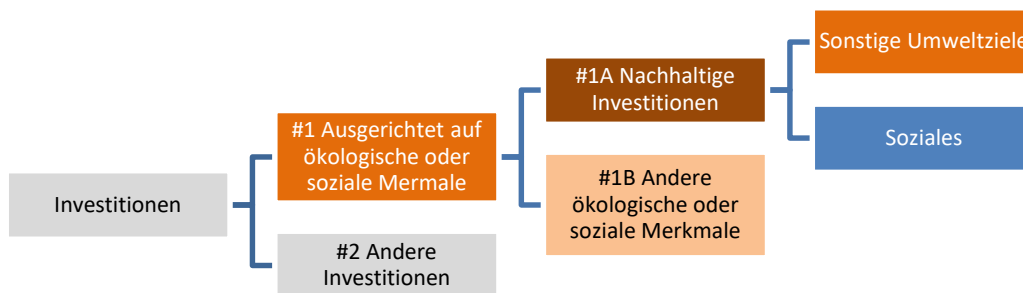 Investitionen
#1 Ausgerichtet auf
ökologische oder
soziale Mermale
#2 Andere
Investitionen
#1A Nachhaltige
Investitionen
#1B Andere
ökologische oder
soziale Merkmale
Sonstige Umweltziele
Soziales